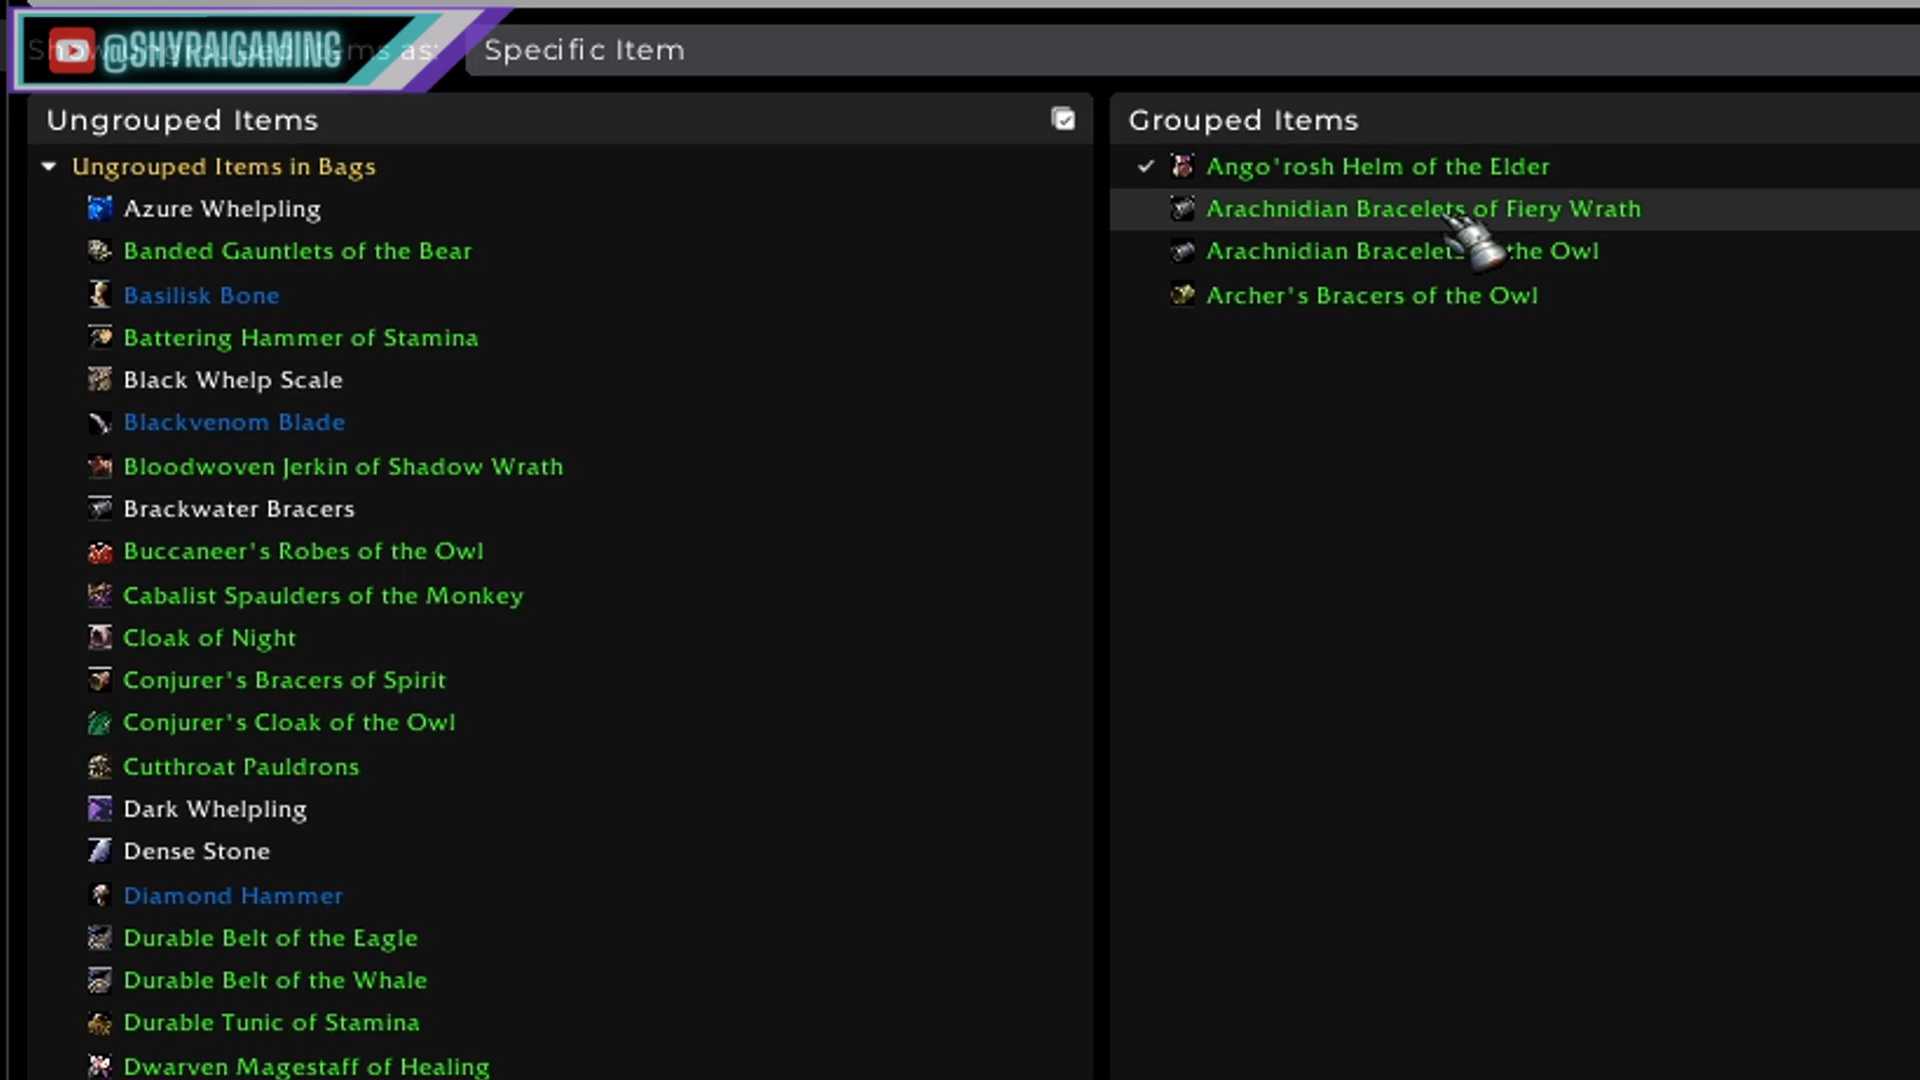 @SHYRAIGAMING
Specific Item
Ungrouped Items
Ungrouped Items in Bags
Azure Whelpling
Banded Gauntlets of the Bear
Basilisk Bone
Battering Hammer of Stamina
Black Whelp Scale
Blackvenom Blade
Bloodwoven Jerkin of Shadow Wrath
Brackwater Bracers
Buccaneer's Robes of the Owl
Cabalist Spaulders of the Monkey
Cloak of Night
Conjurer's Bracers of Spirit
Conjurer's Cloak of the Owl
Cutthroat Pauldrons
Dark Whelpling
Dense Stone
Diamond Hammer
Durable Belt of the Eagle
Durable Belt of the Whale
Durable Tunic of Stamina
Dwarven Magestaff of Healing
Grouped Items
Ango'rosh Helm of the Elder
Arachnidian Bracelets of Fiery Wrath
Arachnidian Bracelets the Owl
Archer's Bracers of the Owl